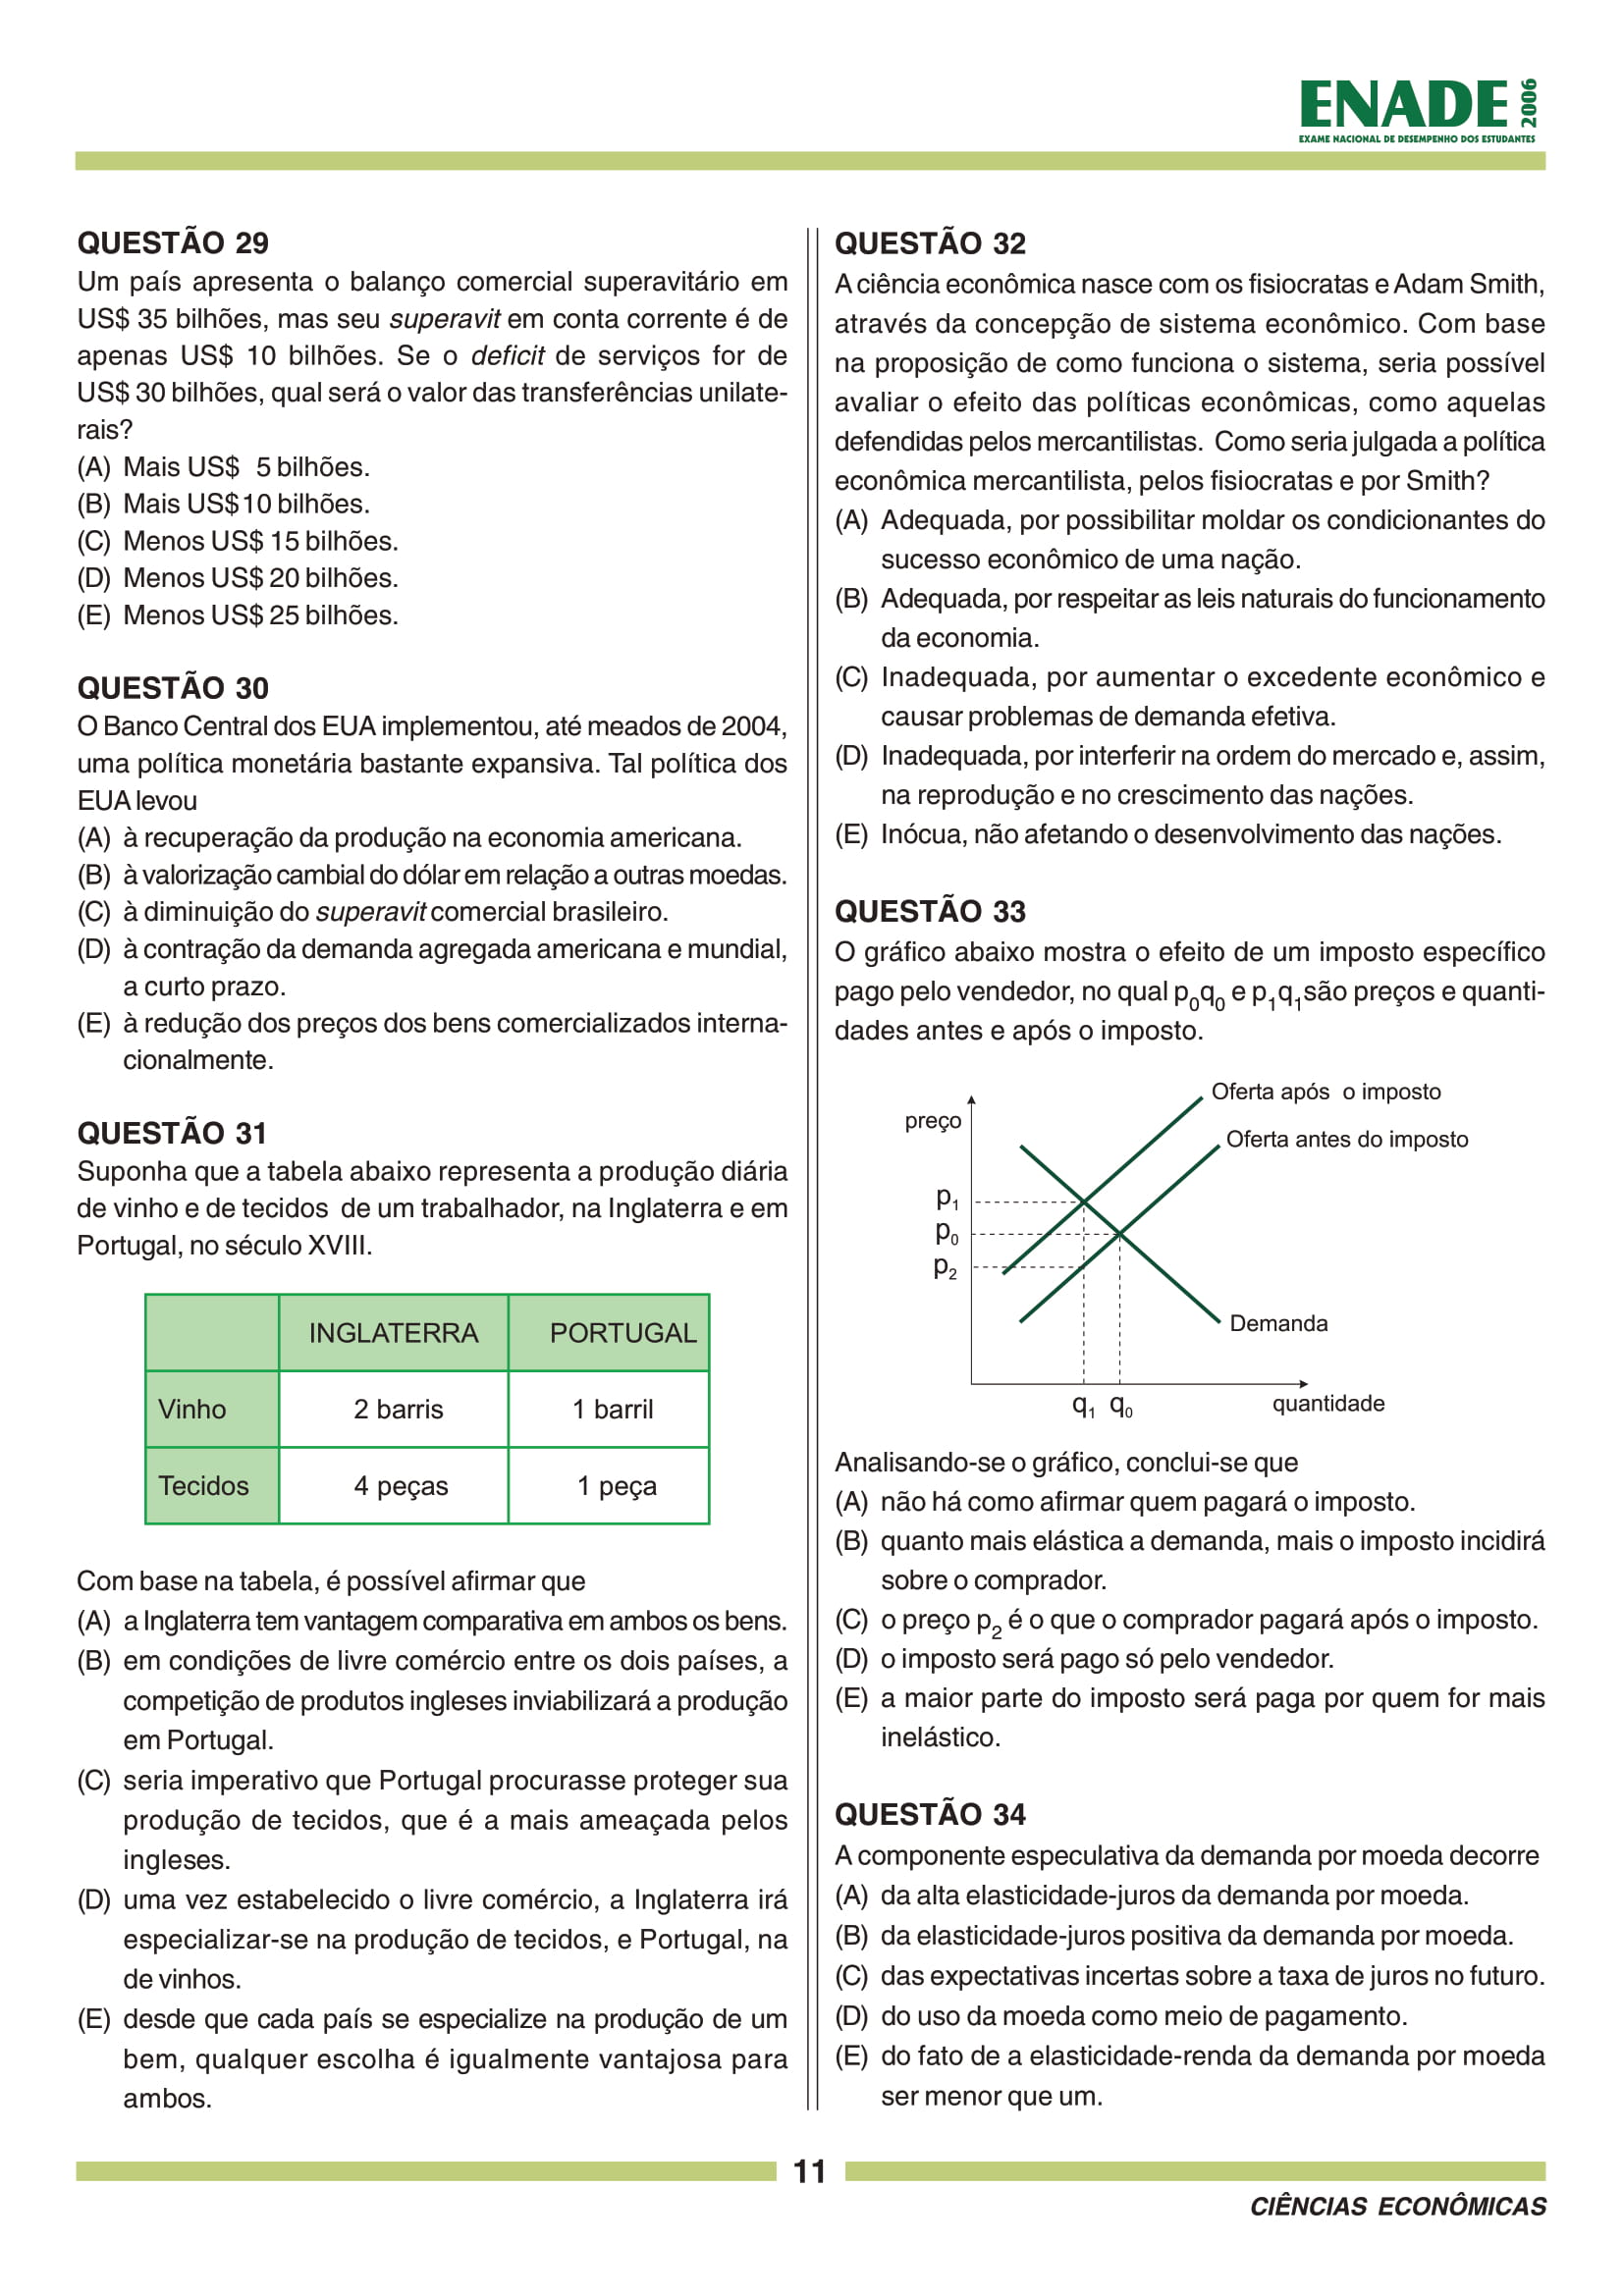 ENADE 2006
EXAME NACIONAL DE DESEMPENHO DOS ESTUDANTES
QUESTÃO 29
Um país apresenta o balanço comercial superavitário em
US$ 35 bilhões, mas seu superavit em conta corrente é de
apenas US$ 10 bilhões. Se o deficit de serviços for de
US$ 30 bilhões, qual será o valor das transferências unilate-
rais?
(A) Mais US$ 5 bilhões.
(B) Mais US$10 bilhões.
(C) Menos US$ 15 bilhões.
(D) Menos US$ 20 bilhões.
(E) Menos US$ 25 bilhões.
QUESTÃO 30
O Banco Central dos EUA implementou, até meados de 2004,
uma política monetária bastante expansiva. Tal política dos
EUA levou
(A) à recuperação da produção na economia americana.
(B) à valorização cambial do dólar em relação a outras moedas.
(C) à diminuição do superavit comercial brasileiro.
(D) à contração da demanda agregada americana e mundial,
a curto prazo.
(E) à redução dos preços dos bens comercializados interna-
cionalmente.
QUESTÃO 31
Suponha que a tabela abaixo representa a produção diária
de vinho e de tecidos de um trabalhador, na Inglaterra e em
Portugal, no século XVIII.
INGLATERRA PORTUGAL
Vinho 2 barris 1 barril
Tecidos 4 peças 1 peça
Com base na tabela, é possível afirmar que
(A) a Inglaterra tem vantagem comparativa em ambos os bens.
(B) em condições de livre comércio entre os dois países, a
competição de produtos ingleses inviabilizará a produção
em Portugal.
(C) seria imperativo que Portugal procurasse proteger sua
produção de tecidos, que é a mais ameaçada pelos
ingleses.
(D) uma vez estabelecido o livre comércio, a Inglaterra irá
especializar-se na produção de tecidos, e Portugal, na
de vinhos.
(E) desde que cada país se especialize na produção de um
bem, qualquer escolha é igualmente vantajosa para
ambos.
QUESTÃO 32
A ciência econômica nasce com os fisiocratas e Adam Smith,
através da concepção de sistema econômico. Com base
na proposição de como funciona o sistema, seria possível
avaliar o efeito das políticas econômicas, como aquelas
defendidas pelos mercantilistas. Como seria julgada a política
econômica mercantilista, pelos fisiocratas e por Smith?
(A) Adequada, por possibilitar moldar os condicionantes do
sucesso econômico de uma nação.
(B) Adequada, por respeitar as leis naturais do funcionamento
da economia.
(C) Inadequada, por aumentar o excedente econômico e
causar problemas de demanda efetiva.
(D) Inadequada, por interferir na ordem do mercado e, assim,
na reprodução e no crescimento das nações.
(E) Inócua, não afetando o desenvolvimento das nações.
QUESTÃO 33
O gráfico abaixo mostra o efeito de um imposto específico
pago pelo vendedor, no qual p₀q₀ e p₁q₁são preços e quanti-
dades antes e após o imposto.
Oferta após o imposto
preço
Oferta antes do imposto
p₁
p₀
p₂
Demanda
q₁ q₀
quantidade
Analisando-se o gráfico, conclui-se que
(A) não há como afirmar quem pagará o imposto.
(B) quanto mais elástica a demanda, mais o imposto incidirá
sobre o comprador.
(C) o preço p₂ é o que o comprador pagará após o imposto.
(D) o imposto será pago só pelo vendedor.
(E) a maior parte do imposto será paga por quem for mais
inelástico.
QUESTÃO 34
A componente especulativa da demanda por moeda decorre
(A) da alta elasticidade-juros da demanda por moeda.
(B) da elasticidade-juros positiva da demanda por moeda.
(C) das expectativas incertas sobre a taxa de juros no futuro.
(D) do uso da moeda como meio de pagamento.
(E) do fato de a elasticidade-renda da demanda por moeda
ser menor que um.
11
CIÊNCIAS ECONÔMICAS